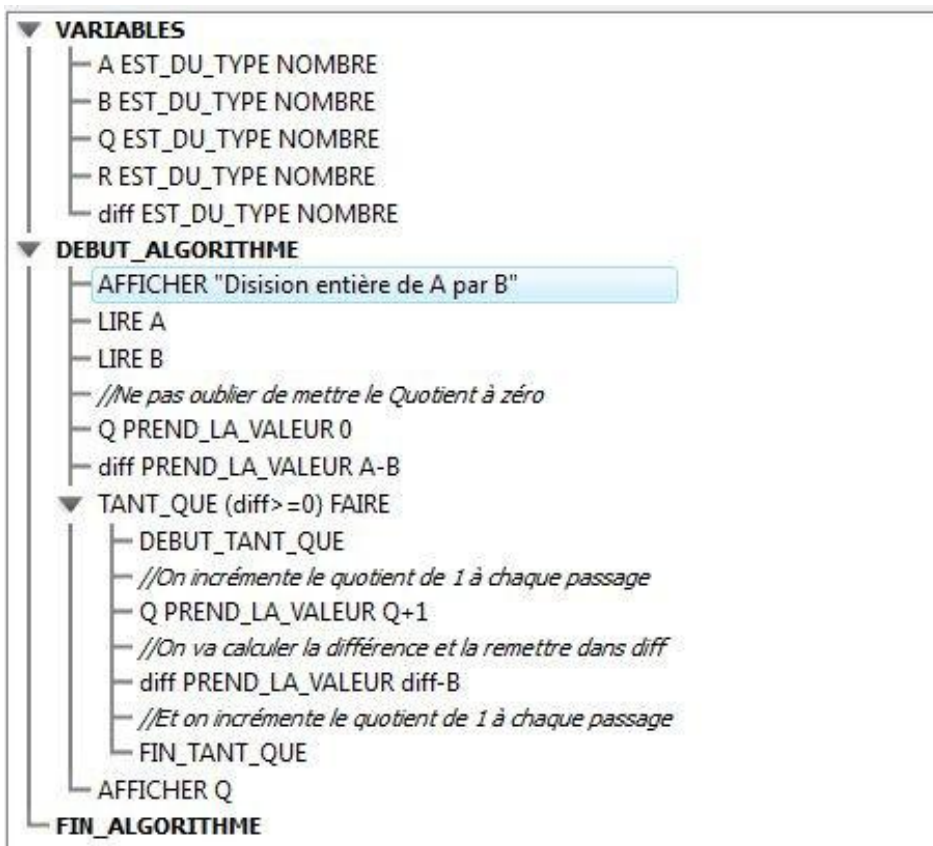 VARIABLES
A EST_DU_TYPE NOMBRE
B EST_DU_TYPE NOMBRE
Q EST_DU_TYPE NOMBRE
R EST_DU_TYPE NOMBRE
diff EST_DU_TYPE NOMBRE
DEBUT_ALGORITHME
AFFICHER "Disision entière de A par B"
LIRE A
LIRE B
//Ne pas oublier de mettre le Quotient à zéro
Q PREND_LA_VALEUR 0
diff PREND_LA_VALEUR A-B
TANT_QUE (diff>=0) FAIRE
DEBUT_TANT_QUE
//On incrémente le quotient de 1 à chaque passage
Q PREND_LA_VALEUR Q+1
//On va calculer la différence et la remettre dans diff
diff PREND_LA_VALEUR diff-B
//Et on incrémente le quotient de 1 à chaque passage
FIN_TANT_QUE
AFFICHER Q
FIN_ALGORITHME